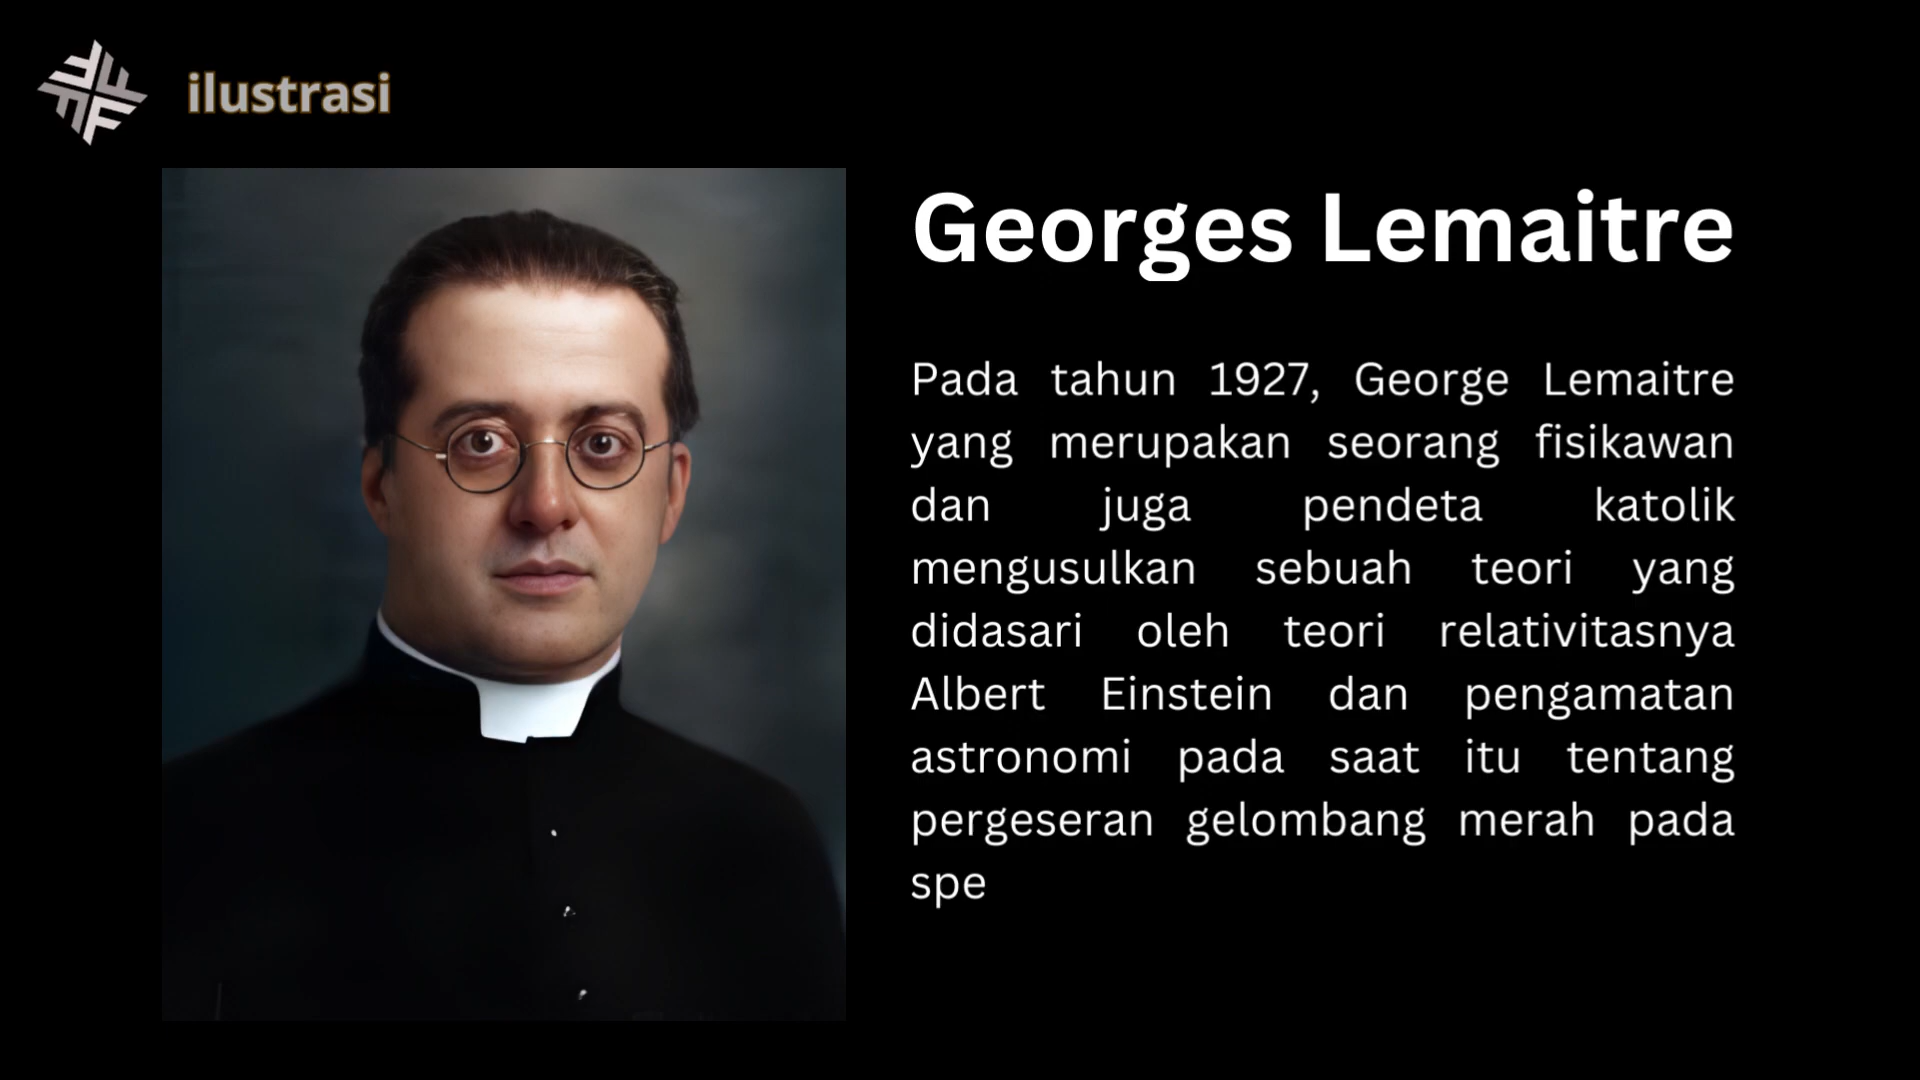 ilustrasi
Georges Lemaitre
Pada tahun 1927, George Lemaitre
yang merupakan seorang fisikawan
dan juga pendeta katolik
mengusulkan sebuah teori yang
didasari oleh teori relativitasnya
Albert Einstein dan pengamatan
astronomi pada saat itu tentang
pergeseran gelombang merah pada
spe